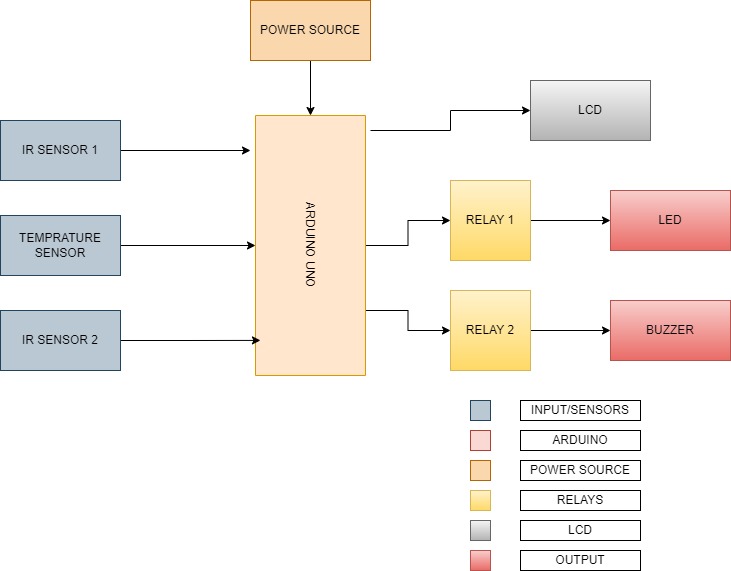 POWER SOURCE
LCD
IR SENSOR 1
ARDUINO UNO
RELAY 1
LED
TEMPRATURE
SENSOR
IR SENSOR 2
RELAY 2
BUZZER
INPUT/SENSORS
ARDUINO
POWER SOURCE
RELAYS
LCD
OUTPUT